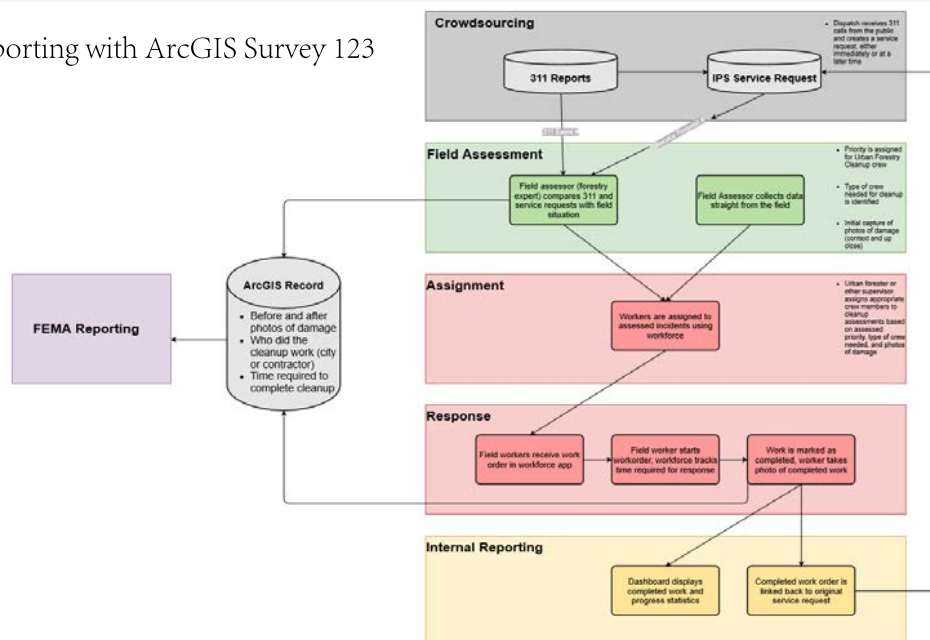 porting with ArcGIS Survey 123
Crowdsourcing
311 Reports
IPS Service Request
• Dispatch receives 311
calls from the public
and creates a service
request, either
immediately or at a
later time
Field Assessment
Field assessor (forestry
expert) compares 311 and
service requests with field
situation
Field Assessor collects data
straight from the field
• Priority is assigned
for Urban Forestry
Cleanup crew
• Type of crew
needed for cleanup
is identified
• Initial capture of
photos of damage
(context and up
close)
FEMA Reporting
ArcGIS Record
• Before and after
photos of damage
• Who did the
cleanup work (city
or contractor)
• Time required to
complete cleanup
Assignment
Workers are assigned to
assessed incidents using
workforce
• Urban forester or
other supervisor
assigns appropriate
crew members to
cleanup
assessments based
on assessed
priority, type of crew
needed, and photos
of damage
Response
Field workers receive work
order in workforce app
Field worker starts
workorder, workforce tracks
time required for response
Work is marked as
completed, worker takes
photo of completed work
Internal Reporting
Dashboard displays
completed work and
progress statistics
Completed work order is
linked back to original
service request